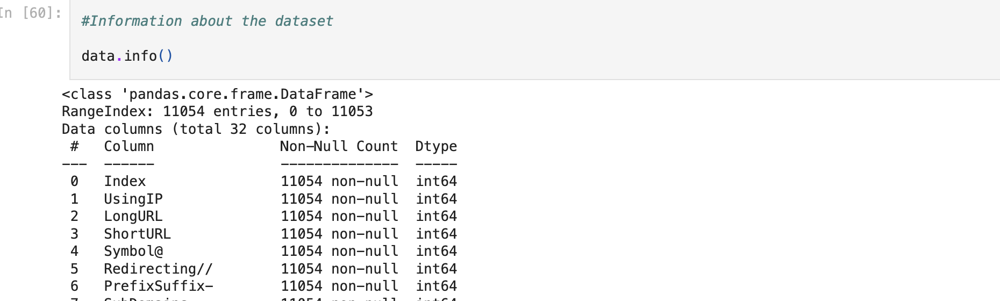 In [60]:
#Information about the dataset
data.info()
<class 'pandas.core.frame.DataFrame'>
RangeIndex: 11054 entries, 0 to 11053
Data columns (total 32 columns):
 #   Column               Non-Null Count  Dtype
---  ------               --------------  -----
 0   Index                11054 non-null  int64
 1   UsingIP              11054 non-null  int64
 2   LongURL              11054 non-null  int64
 3   ShortURL             11054 non-null  int64
 4   Symbol@              11054 non-null  int64
 5   Redirecting//        11054 non-null  int64
 6   PrefixSuffix-        11054 non-null  int64